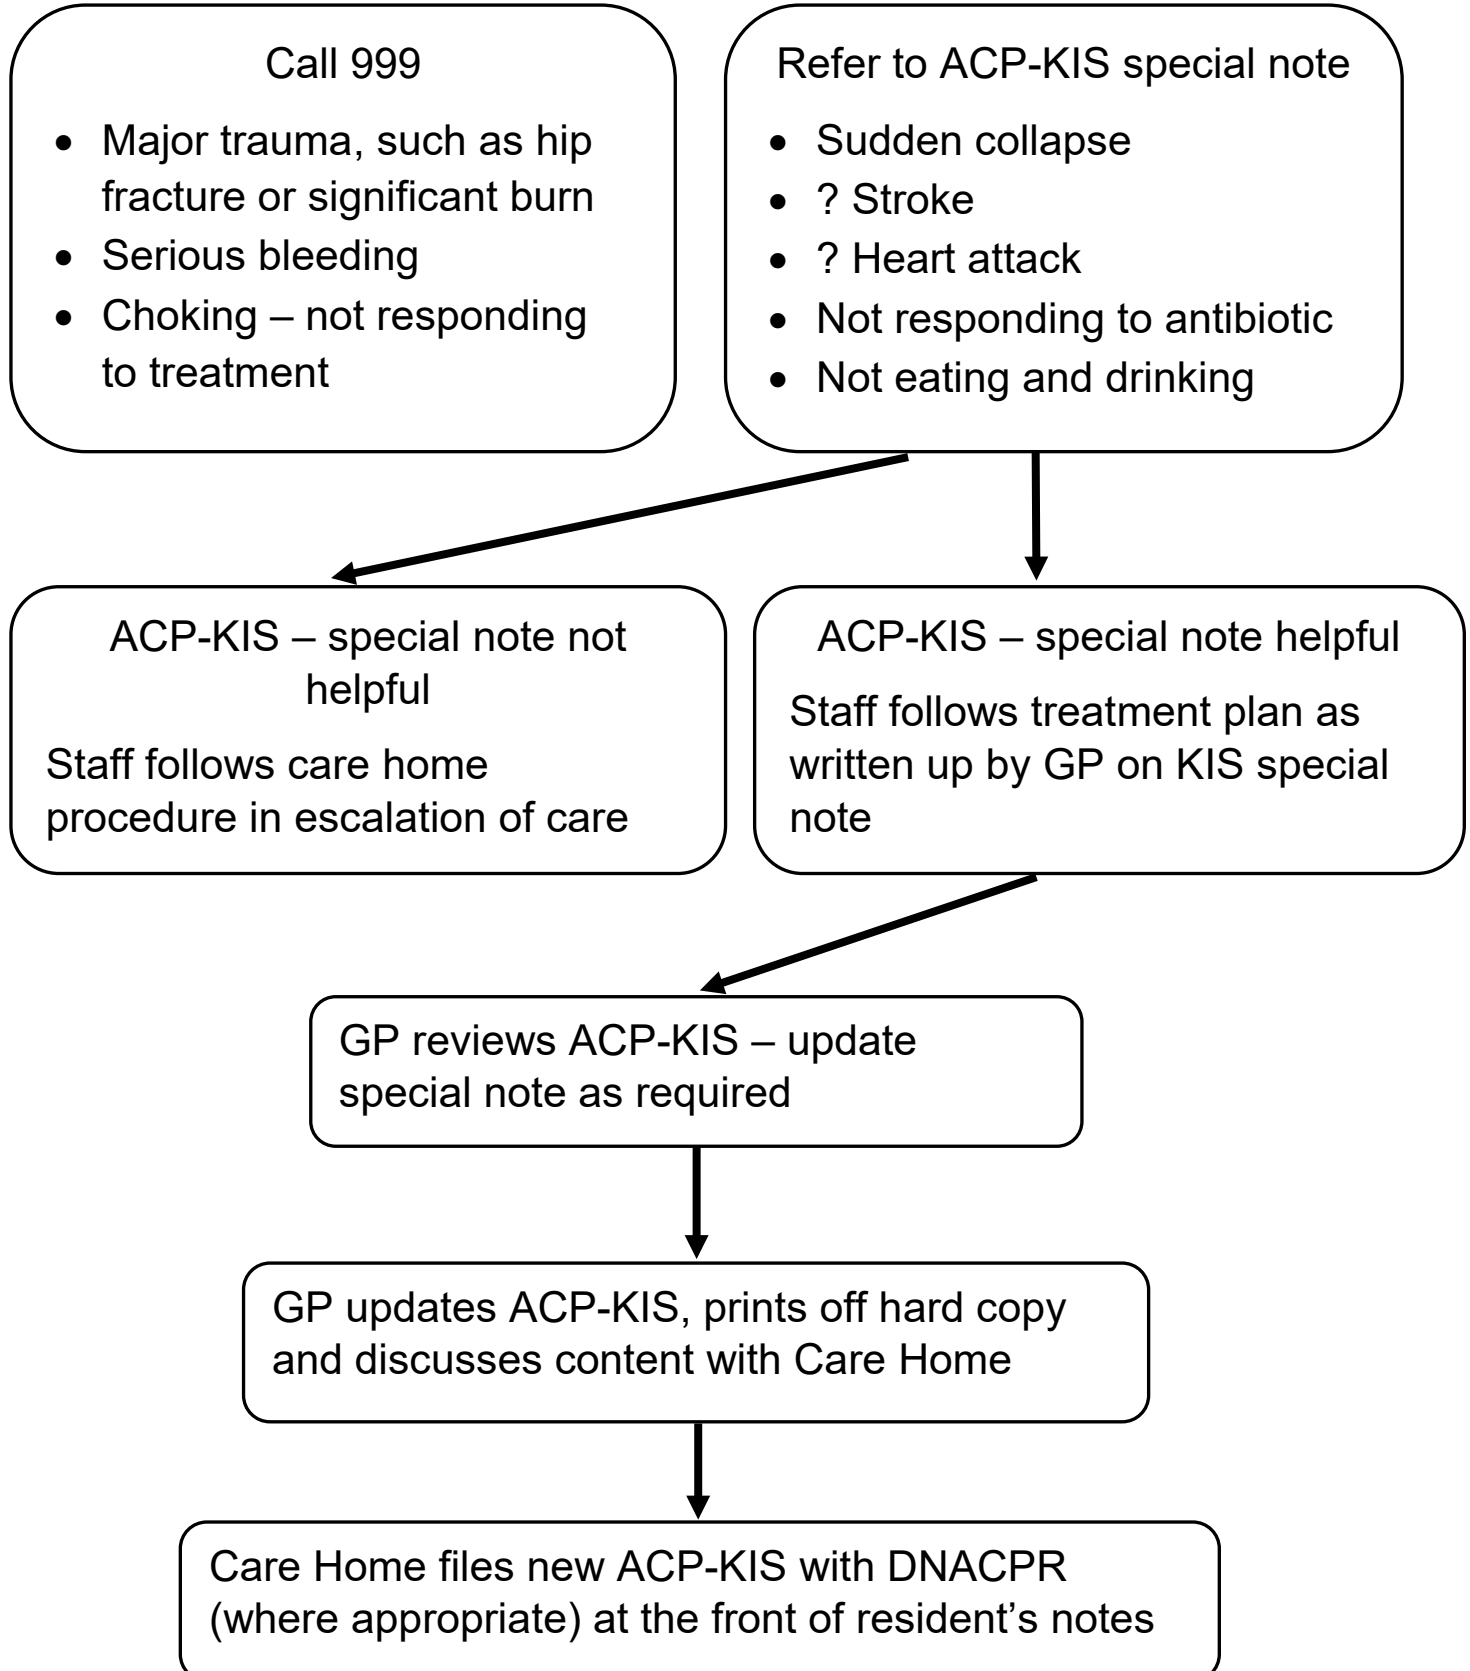 Call 999
• Major trauma, such as hip
fracture or significant burn
• Serious bleeding
• Choking – not responding
to treatment
Refer to ACP-KIS special note
• Sudden collapse
• ? Stroke
• ? Heart attack
• Not responding to antibiotic
• Not eating and drinking
ACP-KIS – special note not
helpful
Staff follows care home
procedure in escalation of care
ACP-KIS – special note helpful
Staff follows treatment plan as
written up by GP on KIS special
note
GP reviews ACP-KIS – update
special note as required
GP updates ACP-KIS, prints off hard copy
and discusses content with Care Home
Care Home files new ACP-KIS with DNACPR
(where appropriate) at the front of resident’s notes